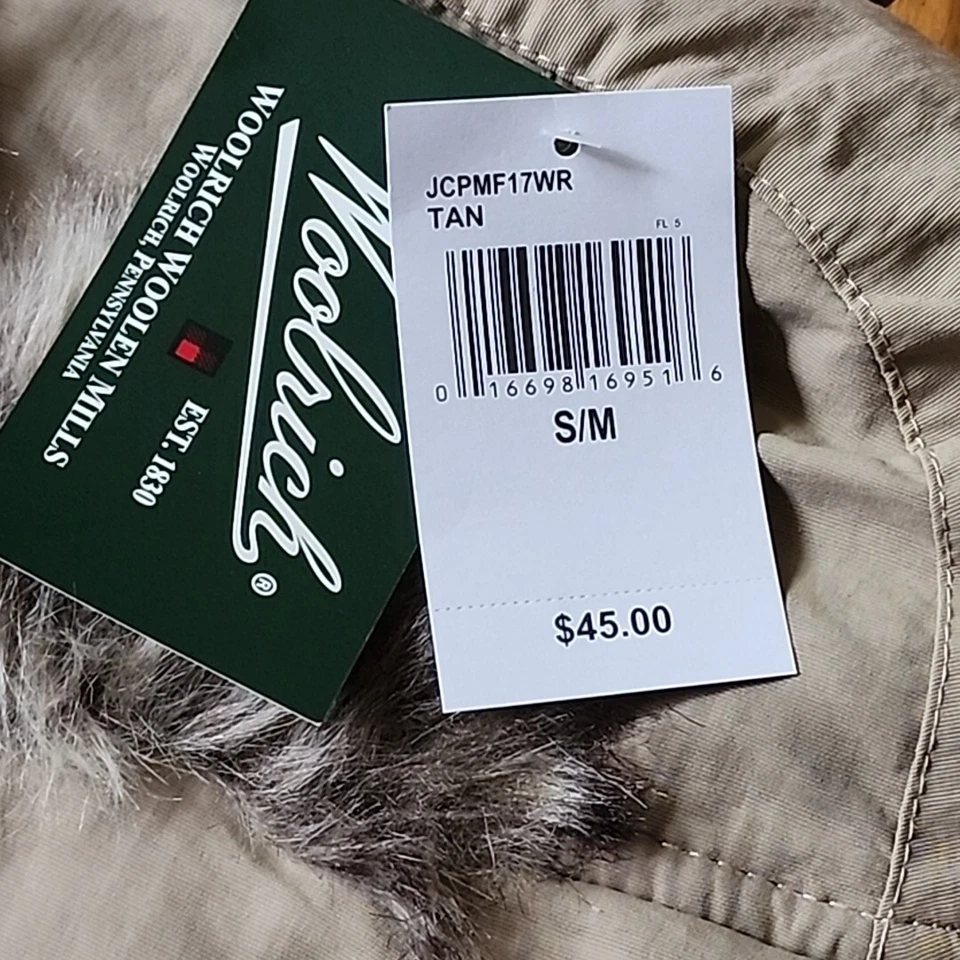 Woolrich®
WOOLRICH WOOLEN MILLS
WOOLRICH, PENNSYLVANIA
EST. 1830
JCPMF17WR
TAN
FL 5
0 16698 16951 6
S/M
$45.00